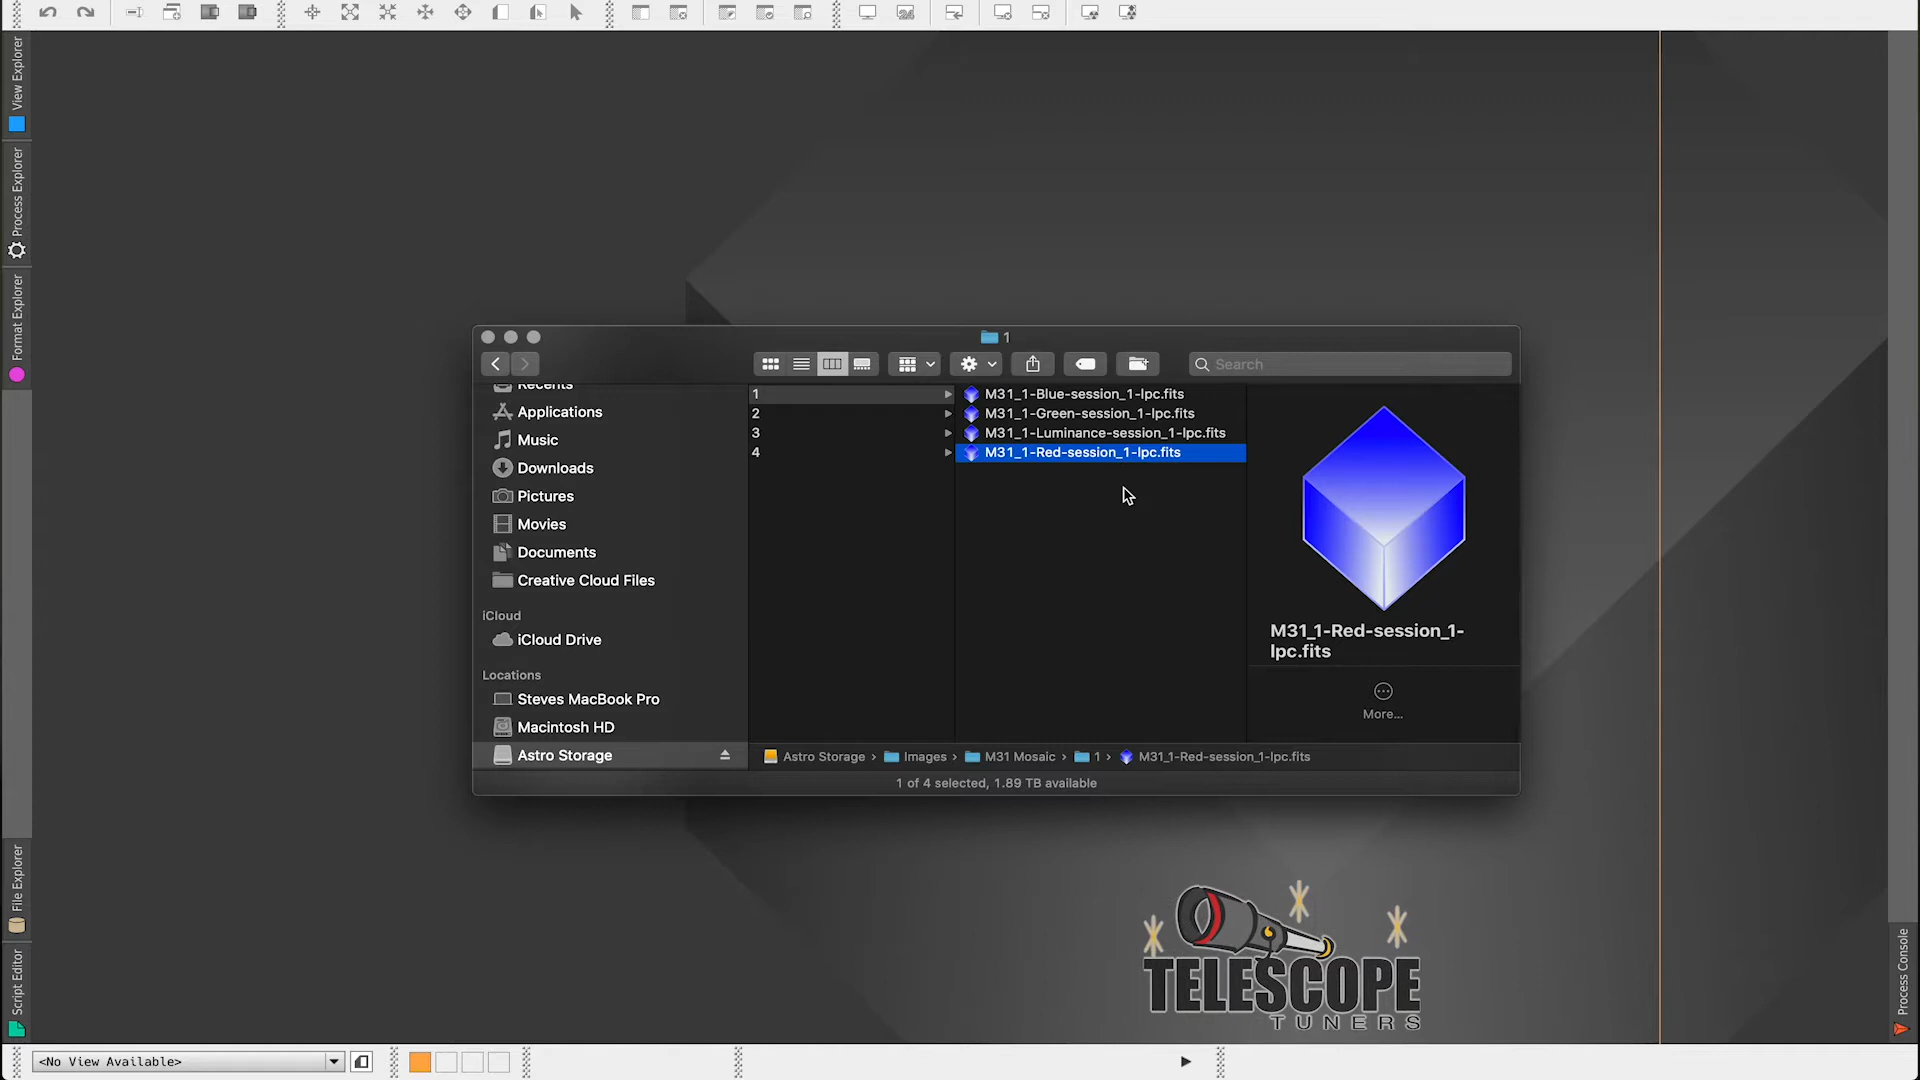 View Explorer
Process Explorer
Format Explorer
File Explorer
Script Editor
1
Search
Recents
Applications
Music
Downloads
Pictures
Movies
Documents
Creative Cloud Files
iCloud
iCloud Drive
Locations
Steves MacBook Pro
Macintosh HD
Astro Storage
1
2
3
4
M31_1-Blue-session_1-lpc.fits
M31_1-Green-session_1-lpc.fits
M31_1-Luminance-session_1-lpc.fits
M31_1-Red-session_1-lpc.fits
M31_1-Red-session_1-
lpc.fits
More...
Astro Storage › Images › M31 Mosaic › 1 › M31_1-Red-session_1-lpc.fits
1 of 4 selected, 1.89 TB available
TELESCOPE
TUNERS
Process Console
<No View Available>